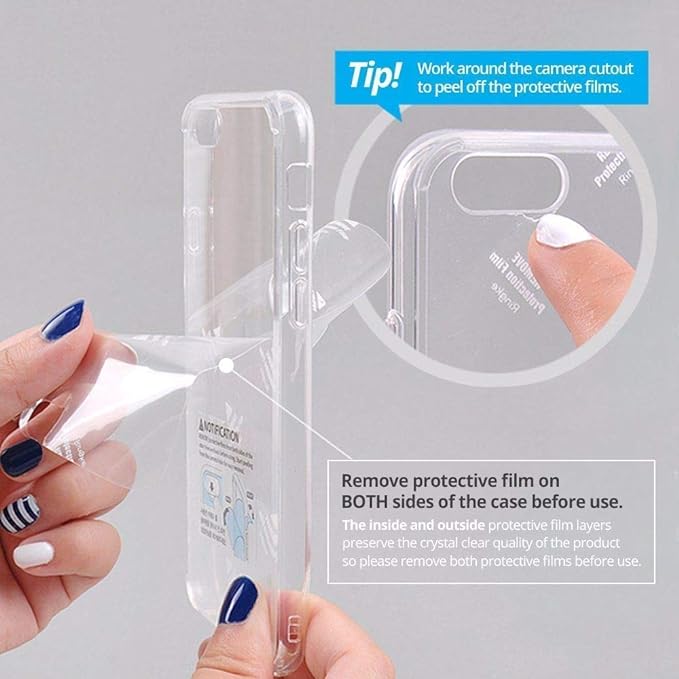 Tip! Work around the camera cutout
to peel off the protective films.
REMOVE
Protection Film
Ringke
NOTIFICATION
Remove protective film on
BOTH sides of the case before use.
The inside and outside protective film layers
preserve the crystal clear quality of the product
so please remove both protective films before use.